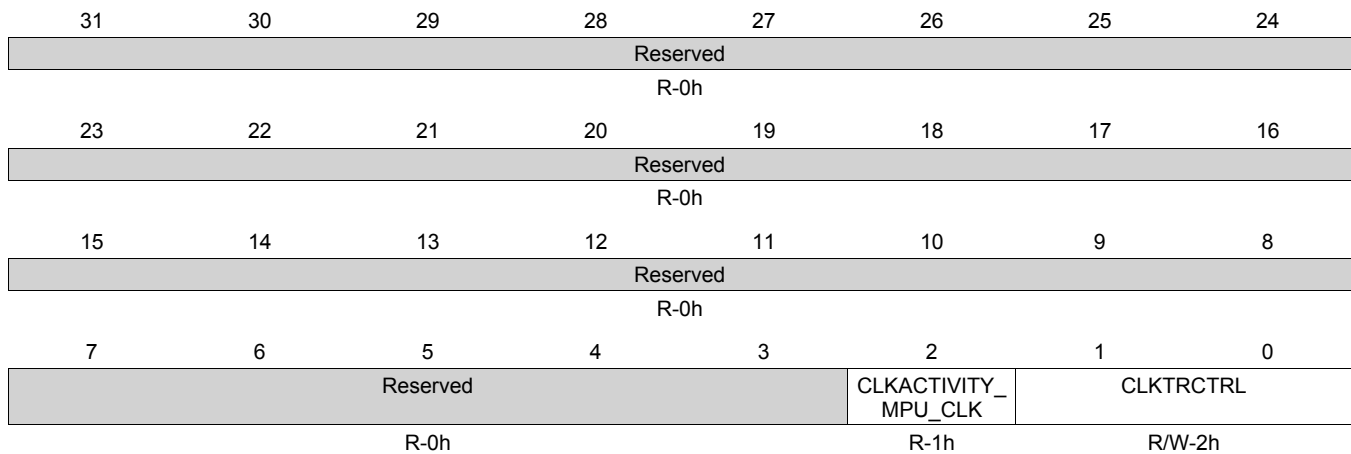 31 30 29 28 27 26 25 24
Reserved
R-0h
23 22 21 20 19 18 17 16
Reserved
R-0h
15 14 13 12 11 10 9 8
Reserved
R-0h
7 6 5 4 3 2 1 0
Reserved CLKACTIVITY_ CLKTRCTRL
MPU_CLK
R-0h R-1h R/W-2h